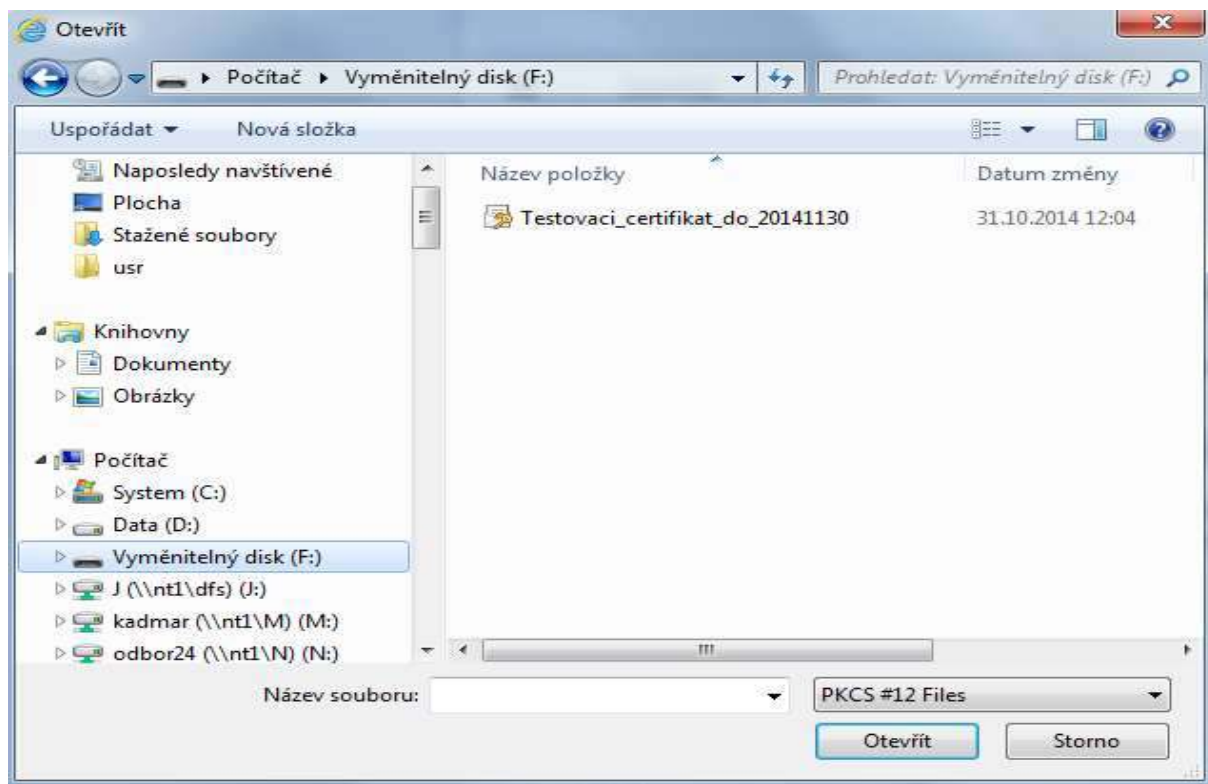 Otevřít
Počítač Vyměnitelný disk (F:) Prohledat: Vyměnitelný disk (F:)
Uspořádat Nová složka
Naposledy navštívené
Plocha
Stažené soubory
usr
Knihovny
Dokumenty
Obrázky
Počítač
System (C:)
Data (D:)
Vyměnitelný disk (F:)
J (\\nt1\dfs) (J:)
kadmar (\\nt1\M) (M:)
odbor24 (\\nt1\N) (N:)
Název položky Datum změny
Testovaci_certifikat_do_20141130 31.10.2014 12:04
Název souboru: PKCS #12 Files
Otevřít Storno